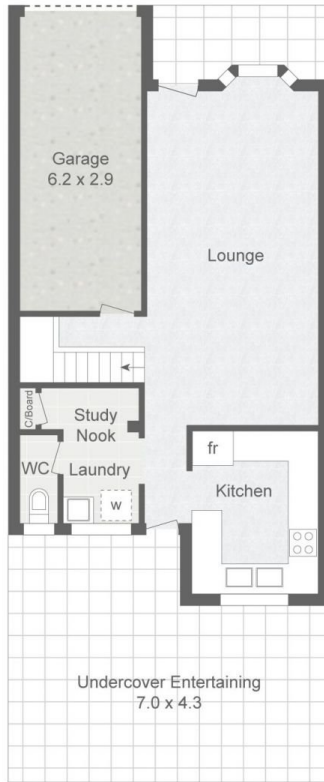 Garage
6.2 x 2.9
Lounge
C/Board
Study
Nook
fr
WC
Laundry
Kitchen
w
Undercover Entertaining
7.0 x 4.3